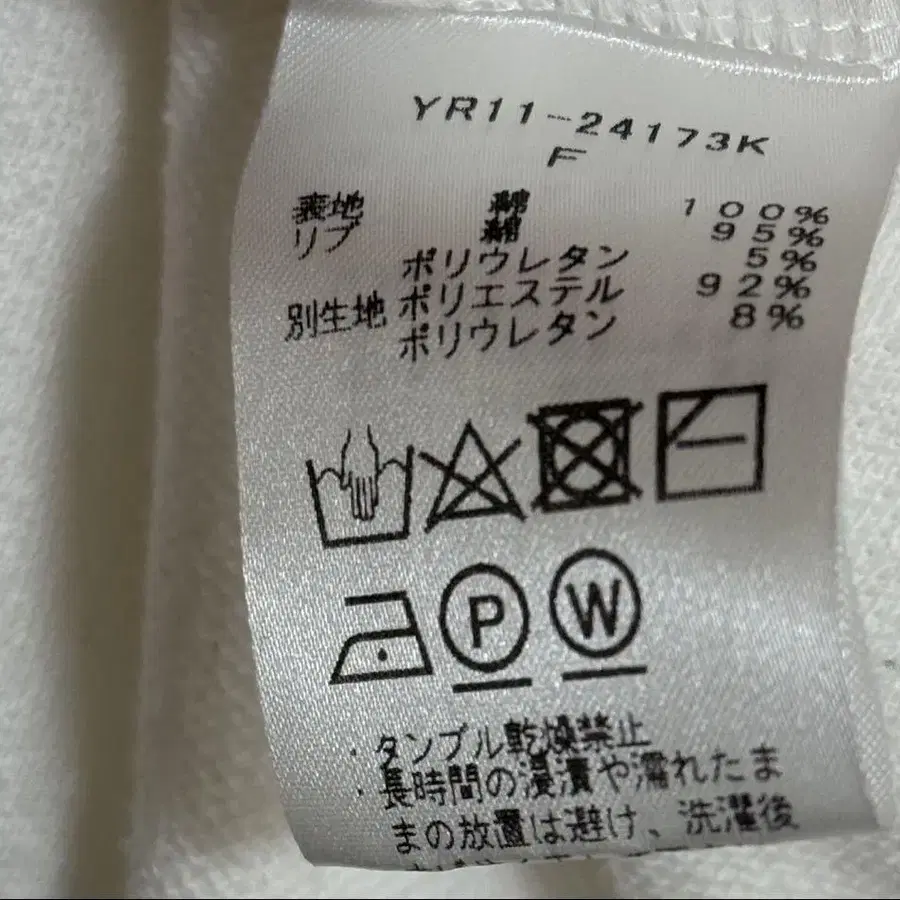 YR11-24173K
F
表地 綿 100%
リブ 綿 95%
ポリウレタン 5%
別生地 ポリエステル 92%
ポリウレタン 8%
P
W
・タンブル乾燥禁止
・長時間の浸漬や濡れたま
まの放置は避け、洗濯後